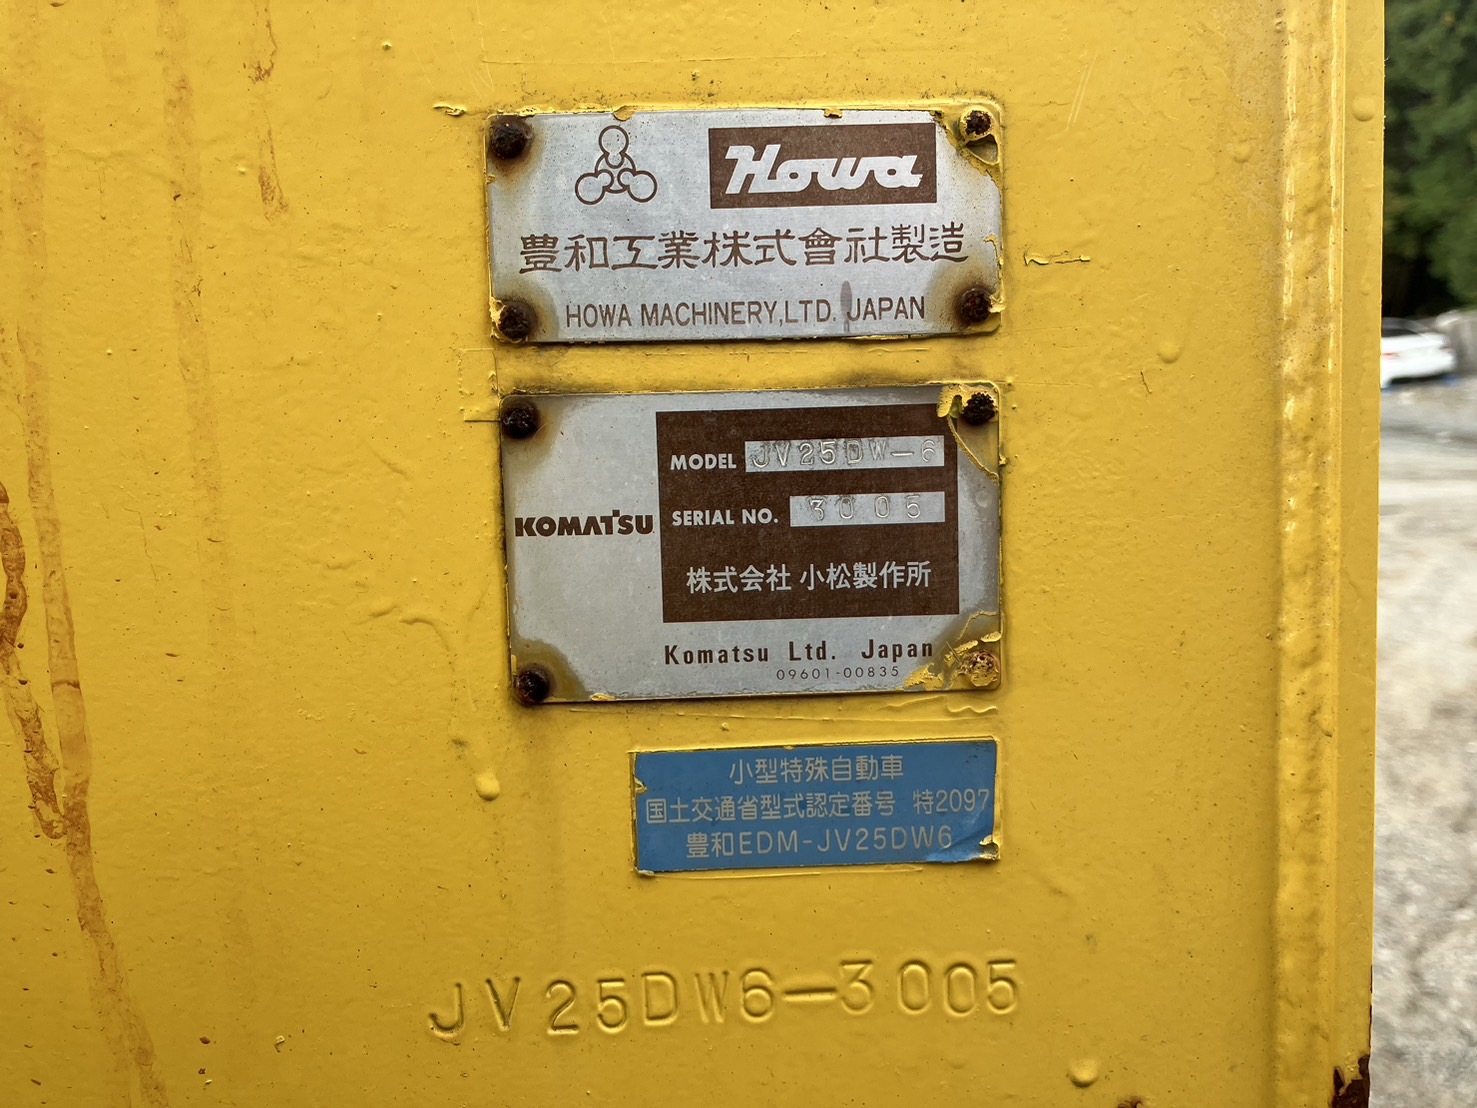 Howa
豊和工業株式會社製造
HOWA MACHINERY,LTD. JAPAN
MODEL JV25DW-6
SERIAL NO. 3005
KOMATSU
株式会社 小松製作所
Komatsu Ltd. Japan
09601-00835
小型特殊自動車
国土交通省型式認定番号 特2097
豊和EDM-JV25DW6
JV25DW6-3005